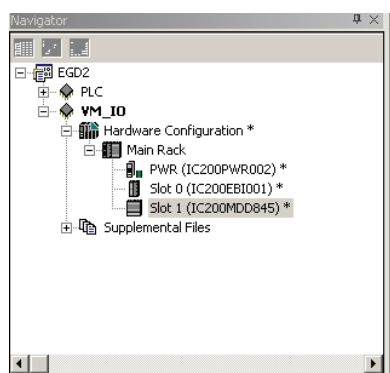 Navigator
EGD2
PLC
VM_IO
Hardware Configuration *
Main Rack
PWR (IC200PWR002) *
Slot 0 (IC200EBI001) *
Slot 1 (IC200MDD845) *
Supplemental Files